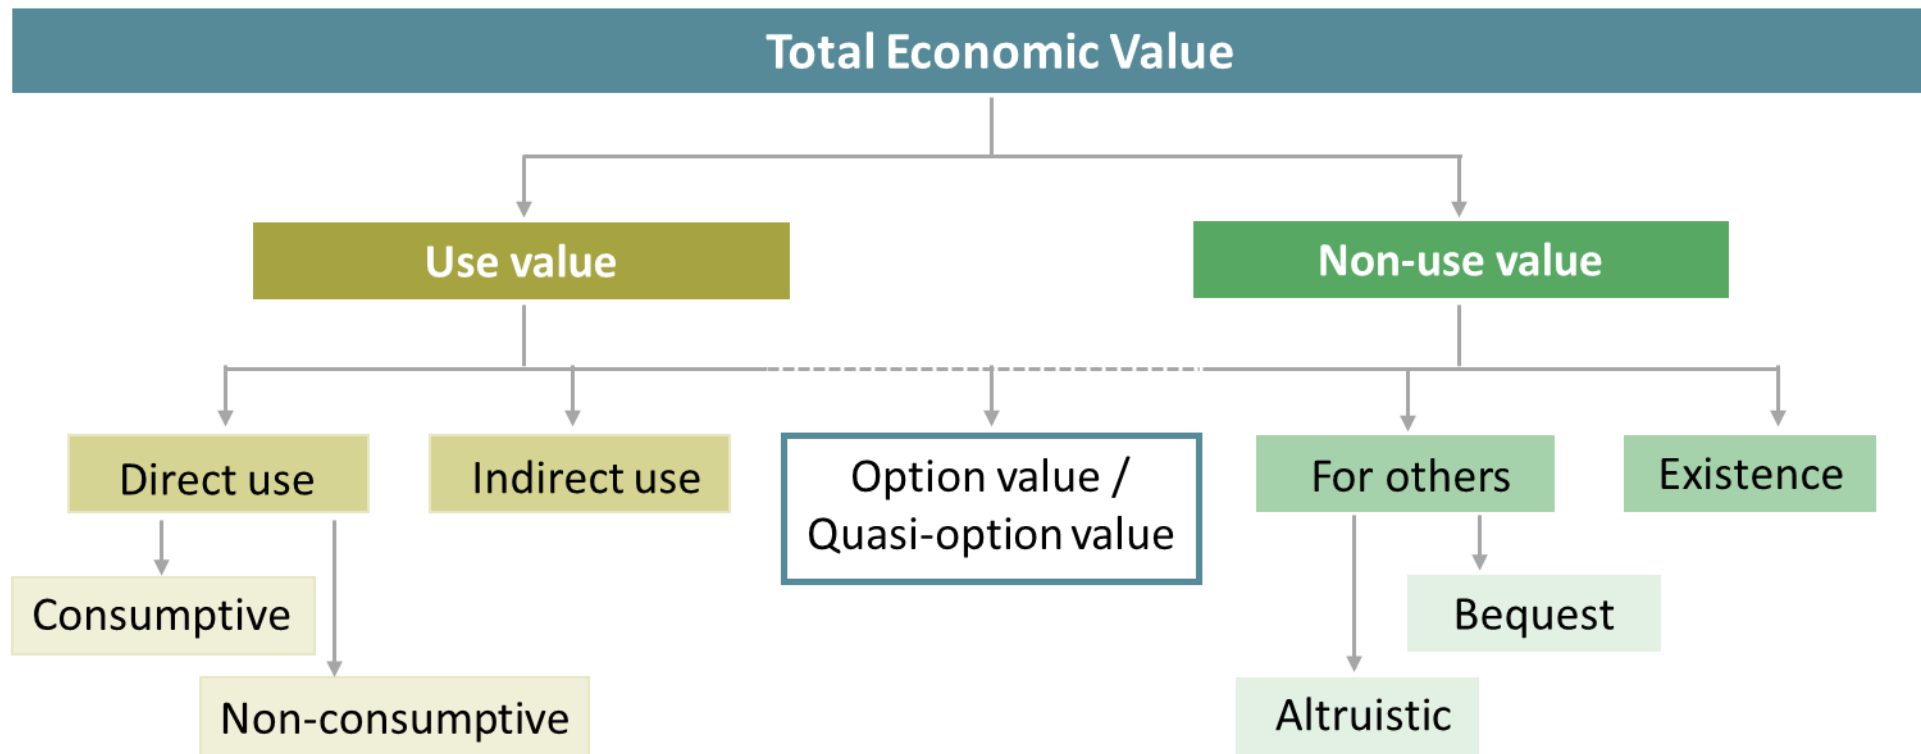 Total Economic Value
Use value
Non-use value
Direct use
Indirect use
Option value /
Quasi-option value
For others
Existence
Consumptive
Bequest
Non-consumptive
Altruistic